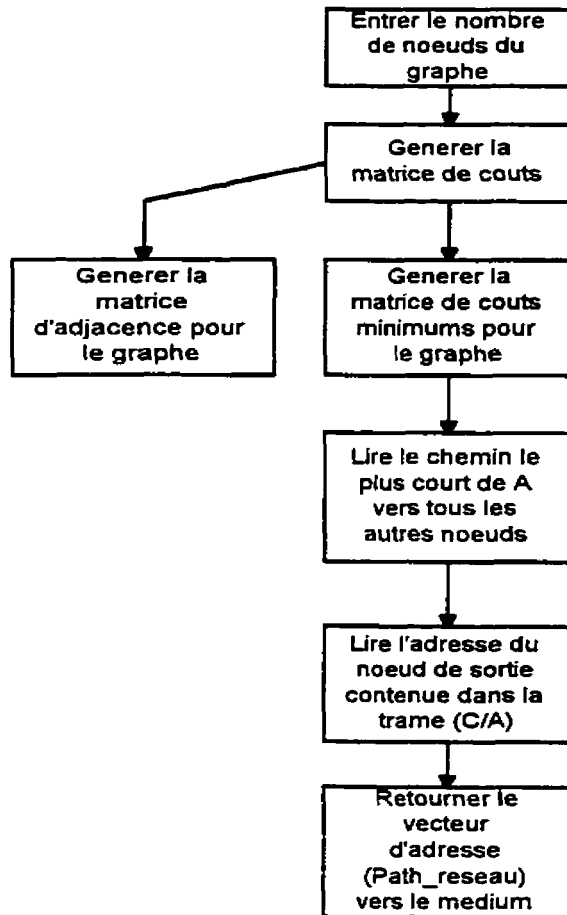 Entrer le nombre
de noeuds du
graphe
Generer la
matrice de couts
Generer la
matrice
d'adjacence pour
le graphe
Generer la
matrice de couts
minimums pour
le graphe
Lire le chemin le
plus court de A
vers tous les
autres noeuds
Lire l'adresse du
noeud de sortie
contenue dans la
trame (C/A)
Retourner le
vecteur
d'adresse
(Path_reseau)
vers le medium